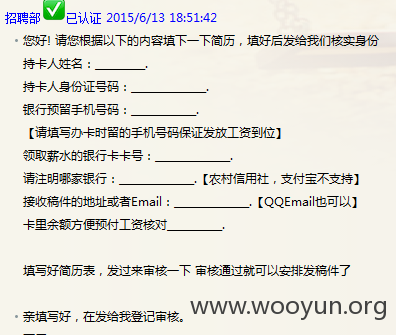 招聘部✅已认证 2015/6/13 18:51:42
• 您好! 请您根据以下的内容填下一下简历，填好后发给我们核实身份
持卡人姓名：_________.
持卡人身份证号码：______________.
银行预留手机号码：____________.
【请填写办卡时留的手机号码保证发放工资到位】
领取薪水的银行卡卡号：______________.
请注明哪家银行：______________.【农村信用社，支付宝不支持】
接收稿件的地址或者Email：______________.【QQEmail也可以】
卡里余额方便预付工资核对__________.
填写好简历表，发过来审核一下 审核通过就可以安排发稿件了
• 亲填写好，在发给我登记审核。
www.wooyun.org